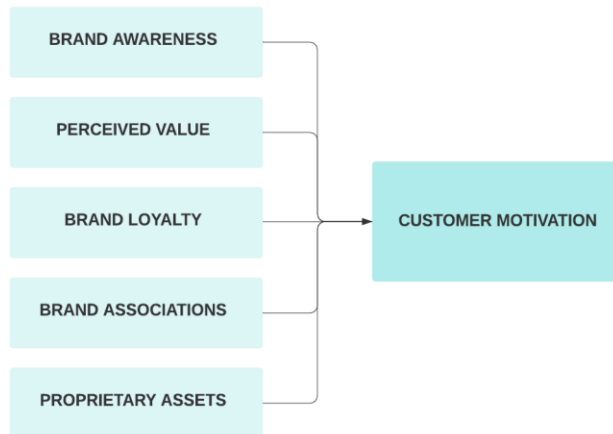 BRAND AWARENESS
PERCEIVED VALUE
BRAND LOYALTY
CUSTOMER MOTIVATION
BRAND ASSOCIATIONS
PROPRIETARY ASSETS